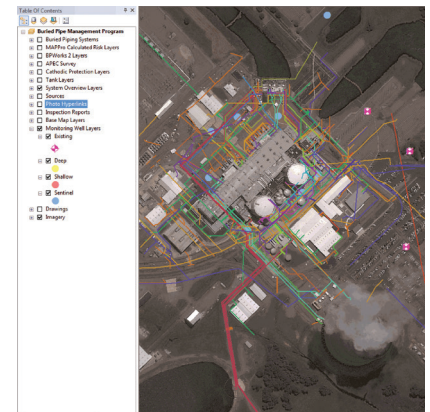 Table Of Contents
Buried Pipe Management Program
Buried Piping Systems
MAPPro Calculated Risk Layers
BPWorks 2 Layers
APEC Survey
Cathodic Protection Layers
Tank Layers
System Overview Layers
Sources
Photo Hyperlinks
Inspection Reports
Base Map Layers
Monitoring Well Layers
Existing
Deep
Shallow
Sentinel
Drawings
Imagery